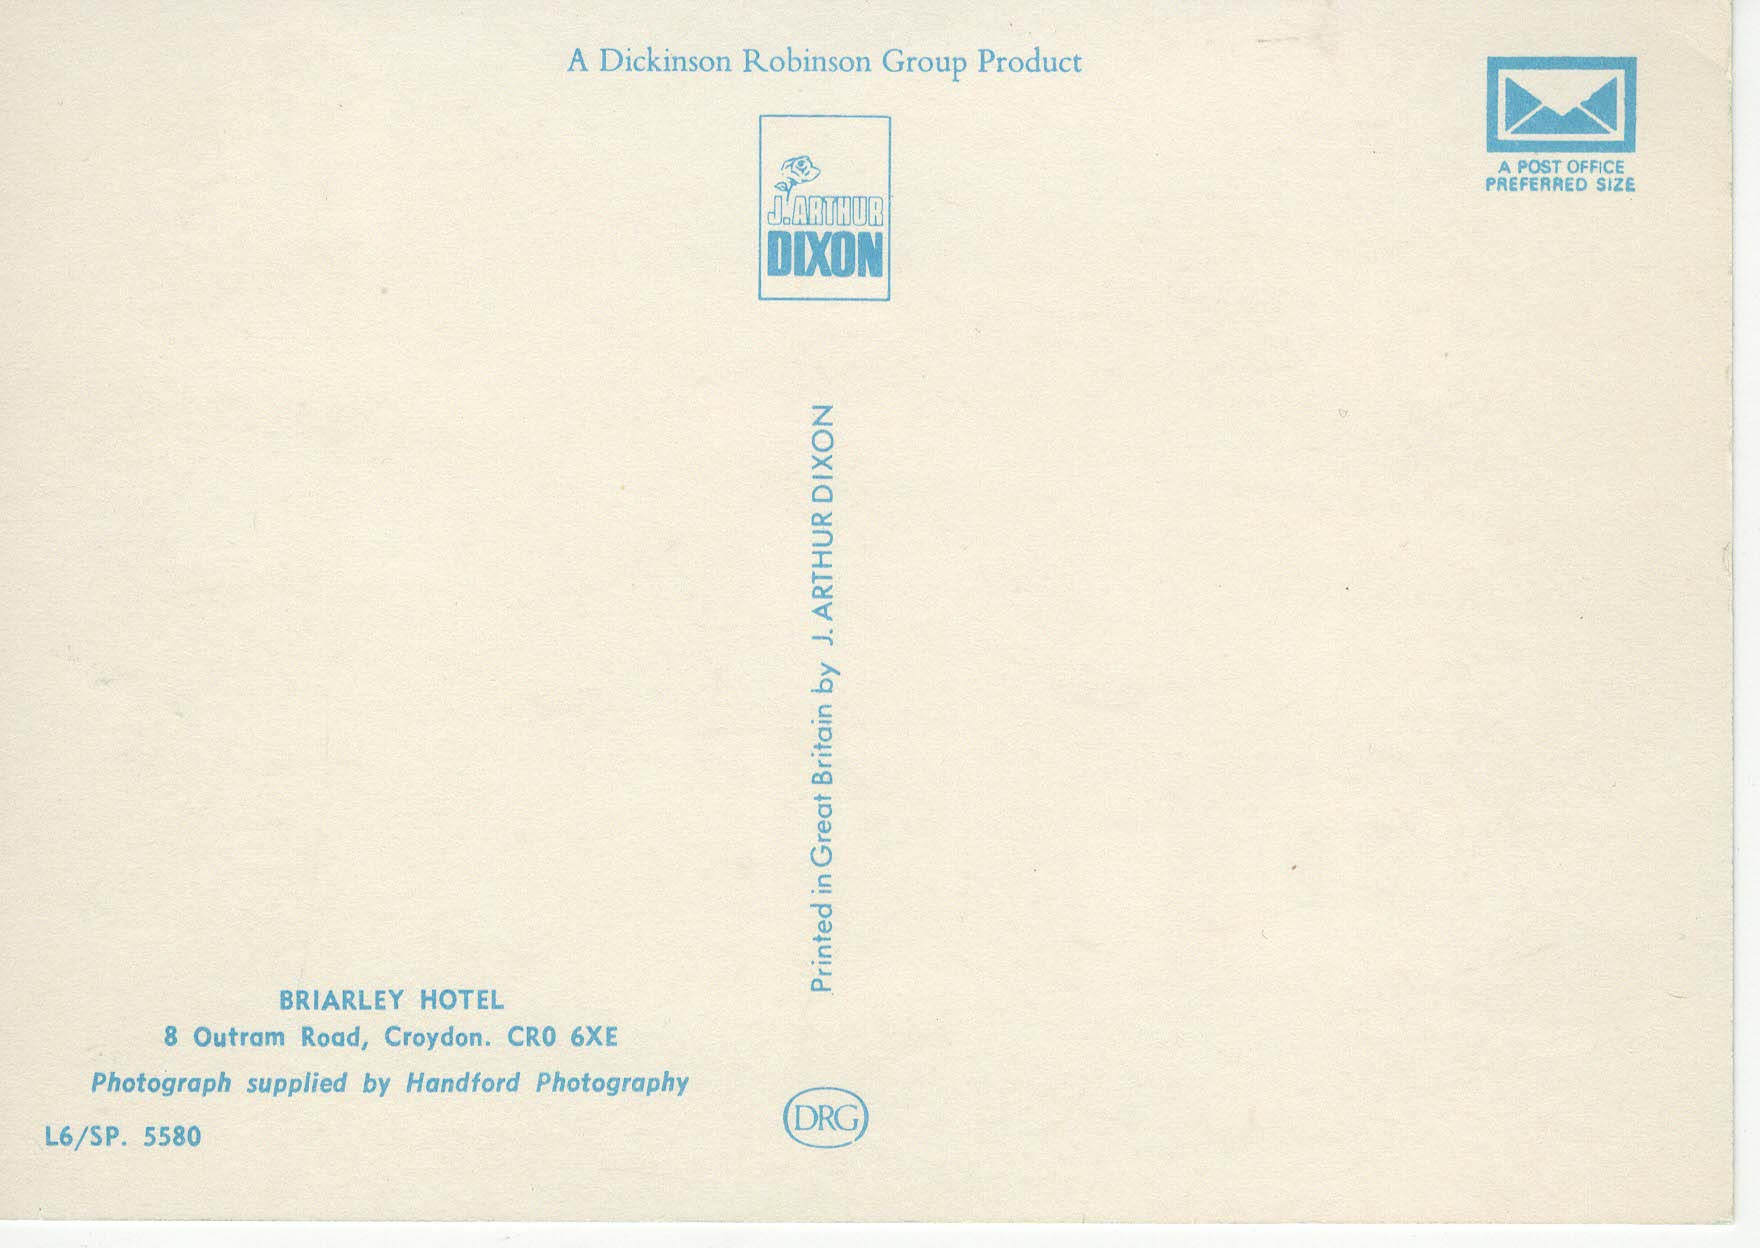 A Dickinson Robinson Group Product
A POST OFFICE
PREFERRED SIZE
J. ARTHUR
DIXON
Printed in Great Britain by J. ARTHUR DIXON
BRIARLEY HOTEL
8 Outram Road, Croydon. CR0 6XE
Photograph supplied by Handford Photography
L6/SP. 5580
DRG